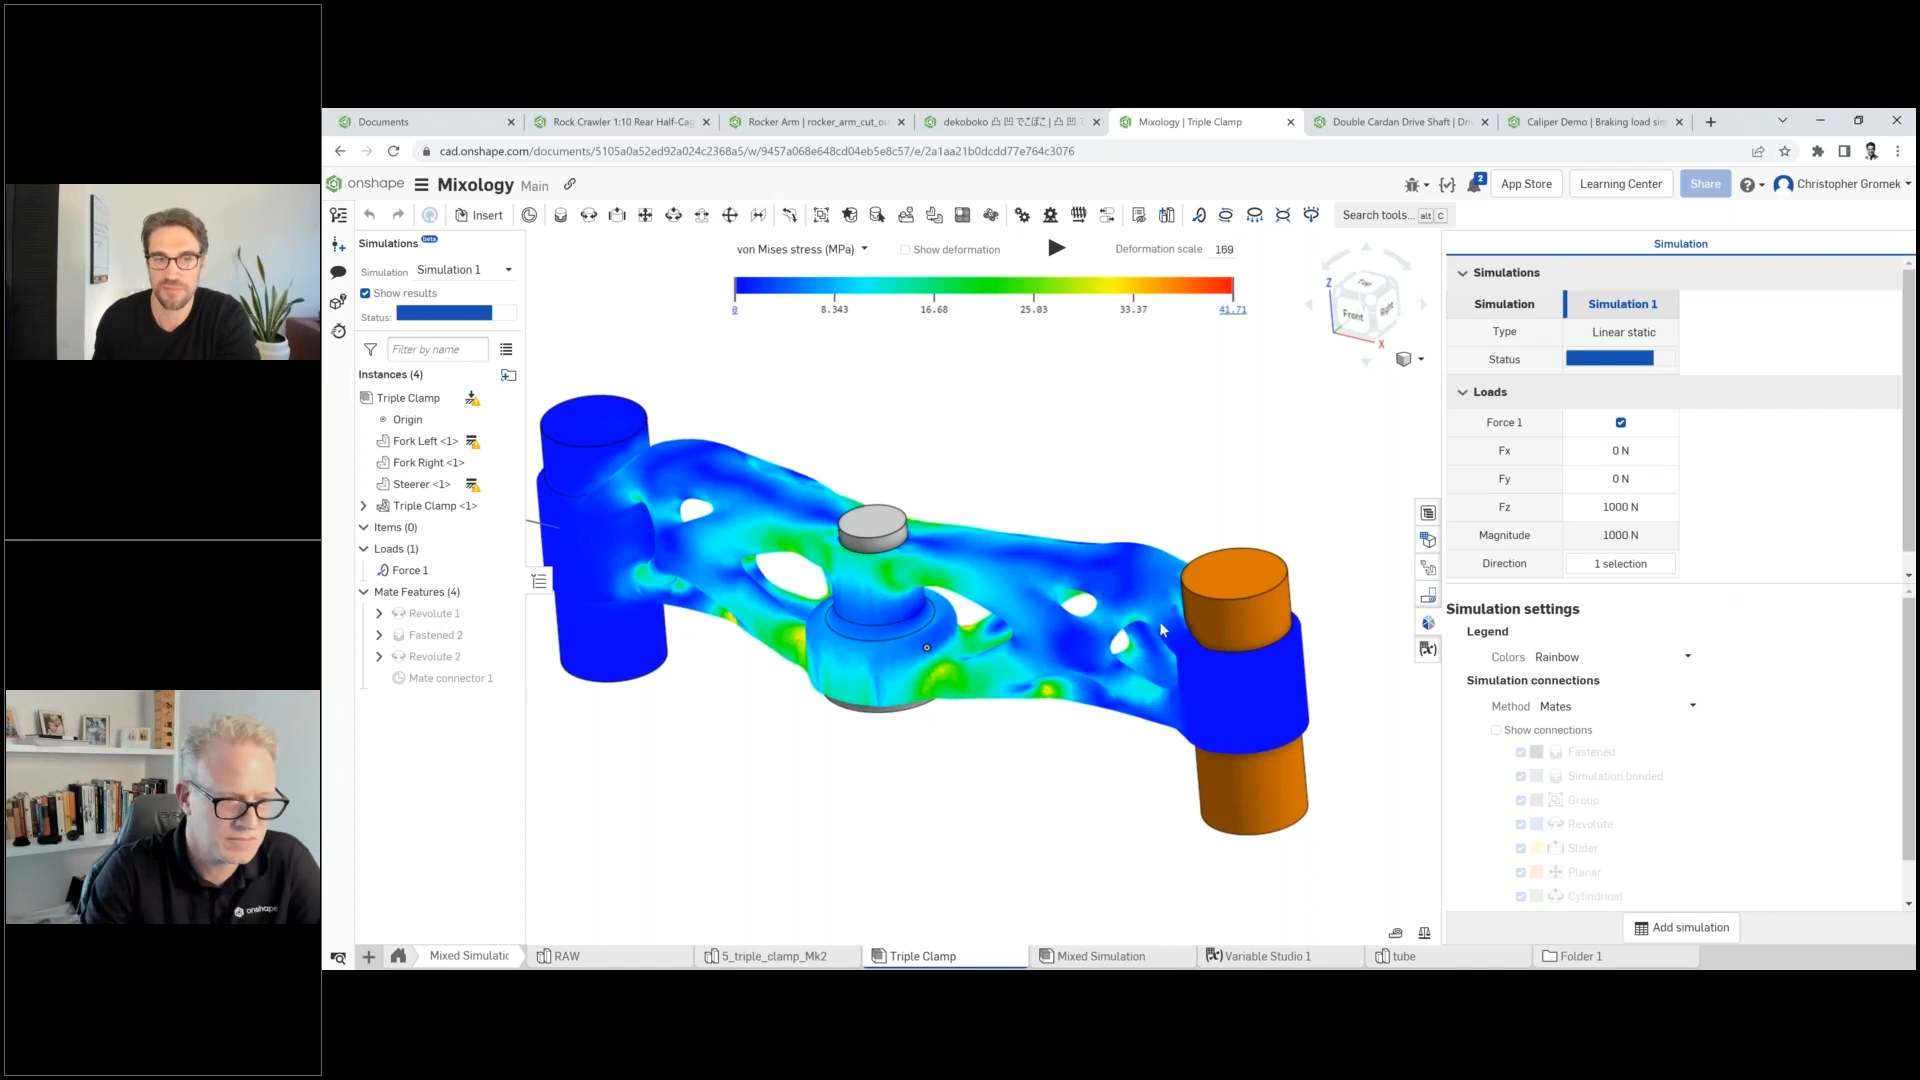 Documents
Rock Crawler 1:10 Rear Half-Cag
Rocker Arm | rocker_arm_cut_ou
dekoboko 凸 凹 でこぼこ | 凸 凹
Mixology | Triple Clamp
Double Cardan Drive Shaft | Dri
Caliper Demo | Braking load sim
cad.onshape.com/documents/5105a0a52ed92a024c2368a5/w/9457a068e648cd04eb5e8c57/e/2a1aa21b0dcdd77e764c3076
onshape
Mixology Main
2
App Store
Learning Center
Share
Christopher Gromek
Insert
Search tools... alt C
Simulations beta
Simulation Simulation 1
Show results
Status:
Filter by name
Instances (4)
Triple Clamp
Origin
Fork Left <1>
Fork Right <1>
Steerer <1>
Triple Clamp <1>
Items (0)
Loads (1)
Force 1
Mate Features (4)
Revolute 1
Fastened 2
Revolute 2
Mate connector 1
von Mises stress (MPa)
Show deformation
Deformation scale 169
0 8.343 16.68 25.03 33.37 41.71
Z
Top
Front
Right
X
Simulation
Simulations
Simulation Simulation 1
Type Linear static
Status
Loads
Force 1
Fx 0 N
Fy 0 N
Fz 1000 N
Magnitude 1000 N
Direction 1 selection
Simulation settings
Legend
Colors Rainbow
Simulation connections
Method Mates
Show connections
Fastened
Simulation bonded
Group
Revolute
Slider
Planar
Cylindrical
Add simulation
Mixed Simulatic
RAW
5_triple_clamp_Mk2
Triple Clamp
Mixed Simulation
Variable Studio 1
tube
Folder 1
onshape